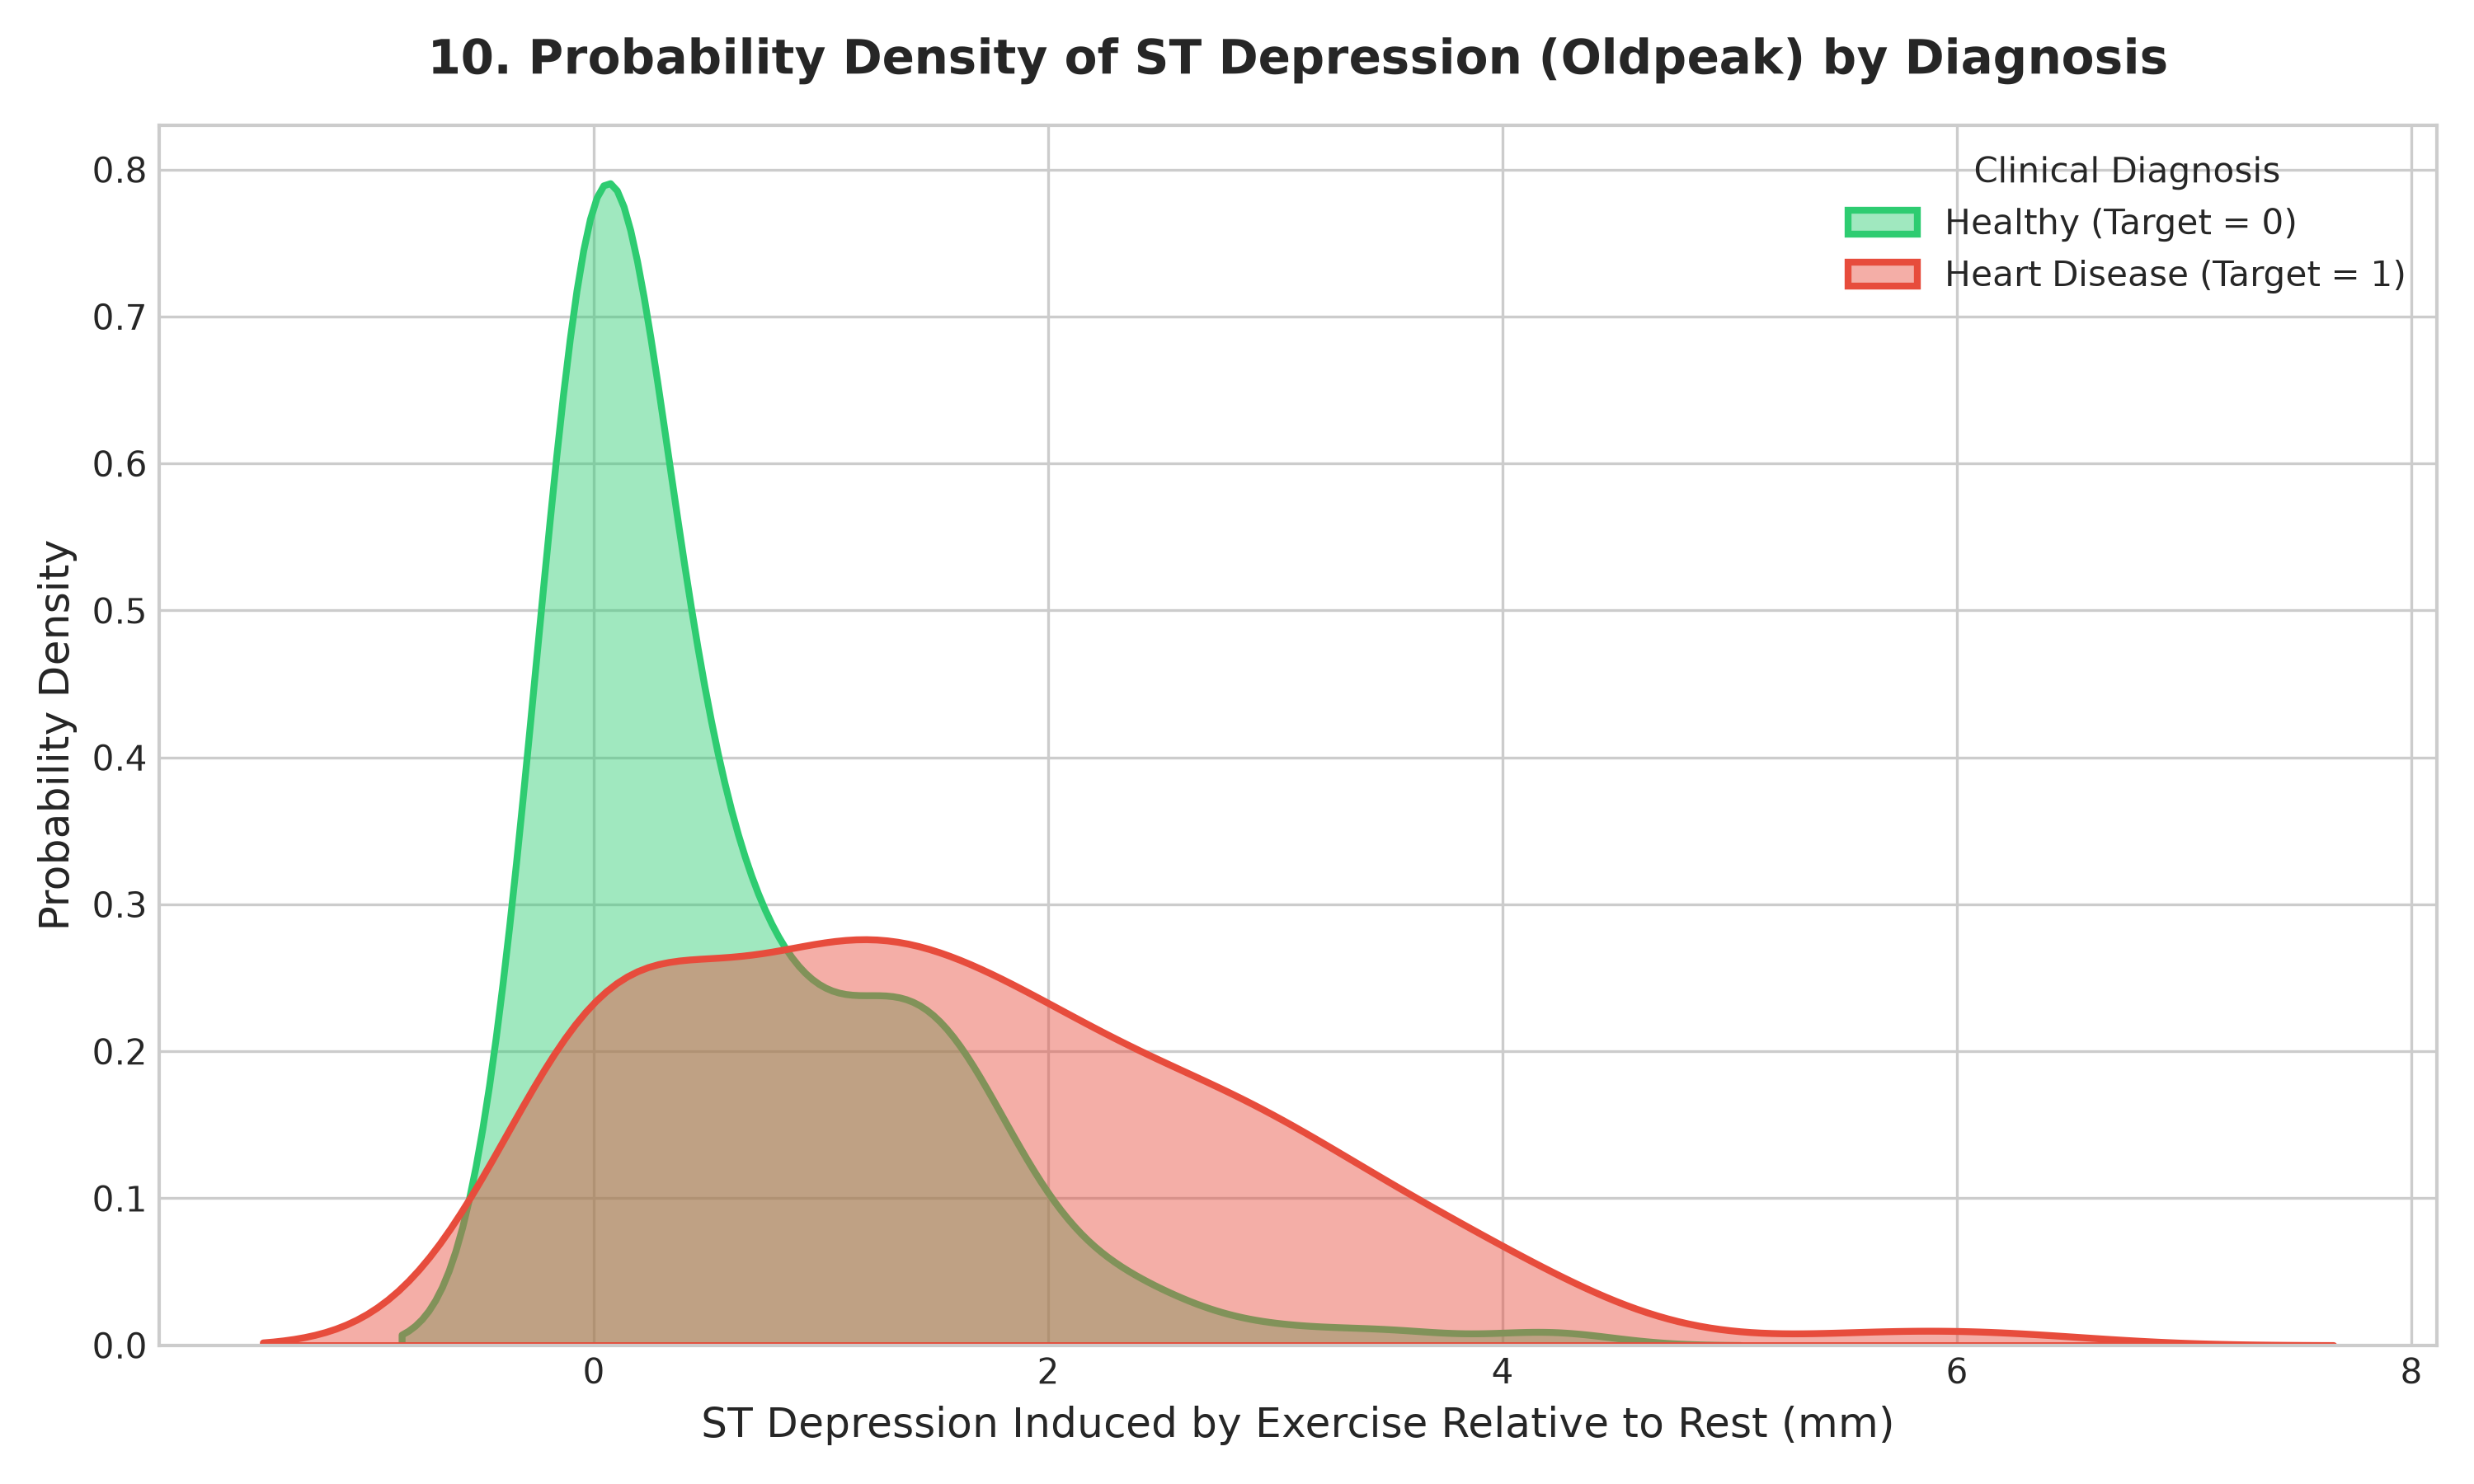 10. Probability Density of ST Depression (Oldpeak) by Diagnosis
Clinical Diagnosis
Healthy (Target = 0)
Heart Disease (Target = 1)
Probability Density
0.8
0.7
0.6
0.5
0.4
0.3
0.2
0.1
0.0
0
2
4
6
8
ST Depression Induced by Exercise Relative to Rest (mm)